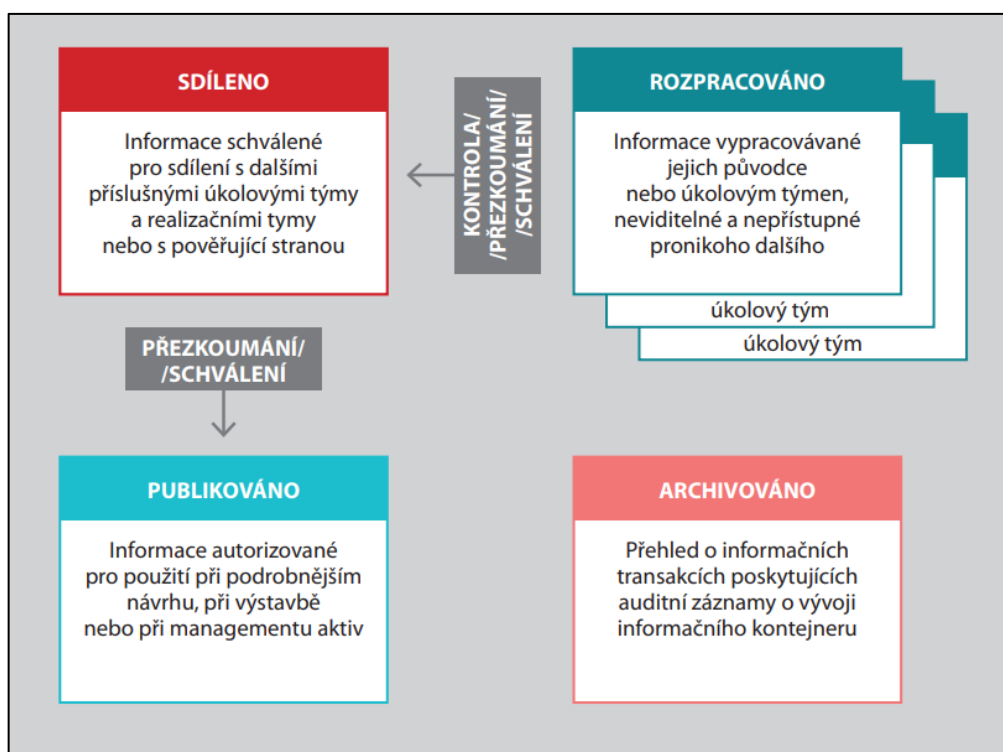 SDÍLENO
Informace schválené
pro sdílení s dalšími
příslušnými úkolovými týmy
a realizačními tymy
nebo s pověřující stranou
KONTROLA/
/PŘEZKOUMÁNÍ/
/SCHVÁLENÍ
ROZPRACOVÁNO
Informace vypracovávané
jejich původce
nebo úkolovým týmen,
neviditelné a nepřístupné
pronikoho dalšího
úkolový tým
úkolový tým
PŘEZKOUMÁNÍ/
/SCHVÁLENÍ
PUBLIKOVÁNO
Informace autorizované
pro použití při podrobnějším
návrhu, při výstavbě
nebo při managementu aktiv
ARCHIVOVÁNO
Přehled o informačních
transakcích poskytujících
auditní záznamy o vývoji
informačního kontejneru